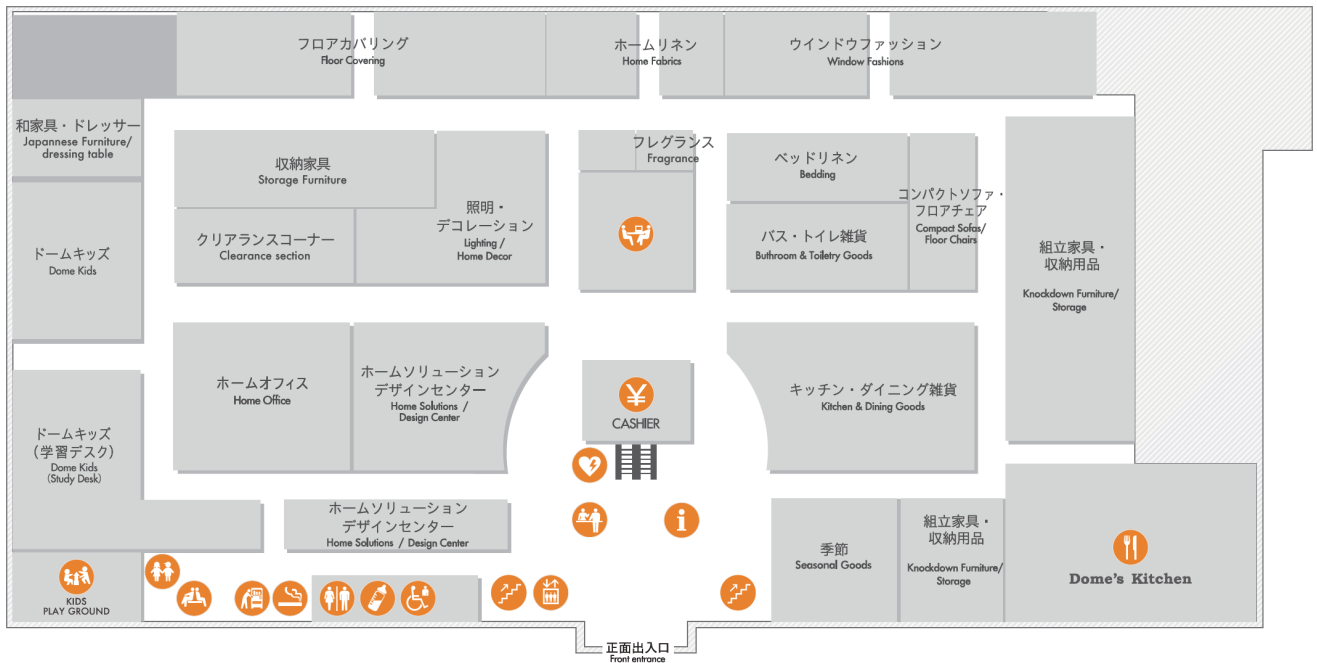 フロアカバリング
Floor Covering
ホームリネン
Home Fabrics
ウインドウファッション
Window Fashions
和家具・ドレッサー
Japannese Furniture/
dressing table
収納家具
Storage Furniture
照明・
デコレーション
Lighting /
Home Decor
クリアランスコーナー
Clearance section
フレグランス
Fragrance
ベッドリネン
Bedding
コンパクトソファ・
フロアチェア
Compact Sofas/
Floor Chairs
バス・トイレ雑貨
Buthroom & Toiletry Goods
組立家具・
収納用品
Knockdown Furniture/
Storage
ドームキッズ
Dome Kids
ホームオフィス
Home Office
ホームソリューション
デザインセンター
Home Solutions /
Design Center
¥
CASHIER
キッチン・ダイニング雑貨
Kitchen & Dining Goods
ドームキッズ
(学習デスク)
Dome Kids
(Study Desk)
ホームソリューション
デザインセンター
Home Solutions / Design Center
i
季節
Seasonal Goods
組立家具・
収納用品
Knockdown Furniture/
Storage
Dome's Kitchen
KIDS
PLAY GROUND
正面出入口
Front entrance